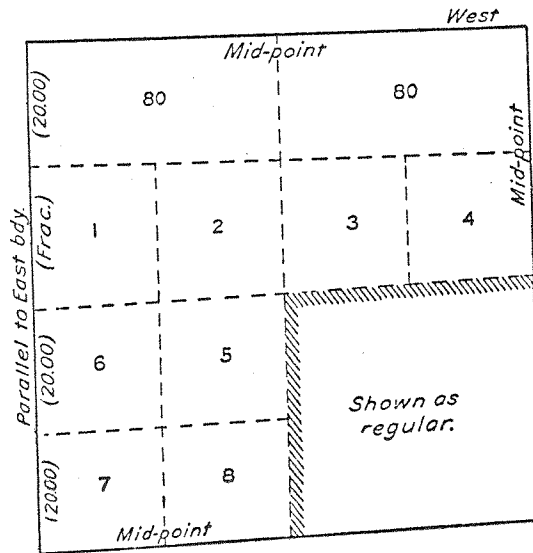 West
Mid-point
(20.00)
80
80
Mid-point
Parallel to East bdy.
(Frac.)
1
2
3
4
(20.00)
6
5
Shown as
regular.
(20.00)
7
8
Mid-point